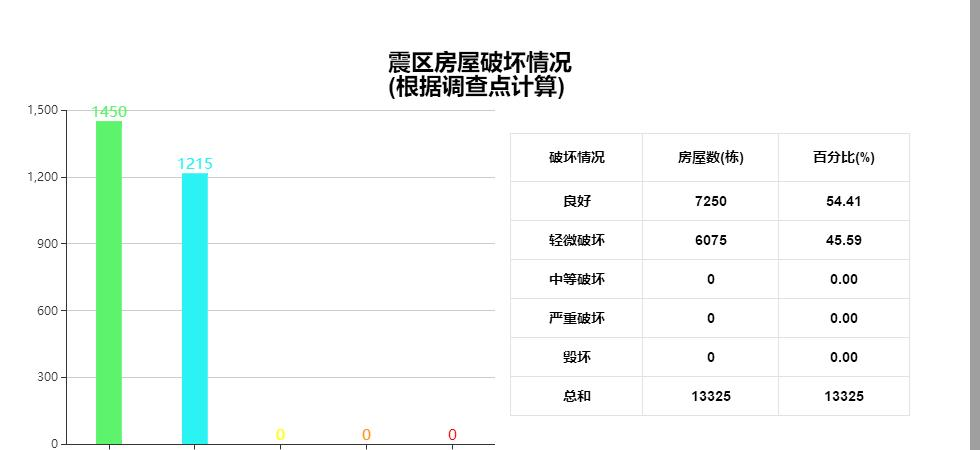 震区房屋破坏情况
(根据调查点计算)
1,500
1,200
900
600
300
0
1450
1215
0
0
0
破坏情况 房屋数(栋) 百分比(%)
良好 7250 54.41
轻微破坏 6075 45.59
中等破坏 0 0.00
严重破坏 0 0.00
毁坏 0 0.00
总和 13325 13325